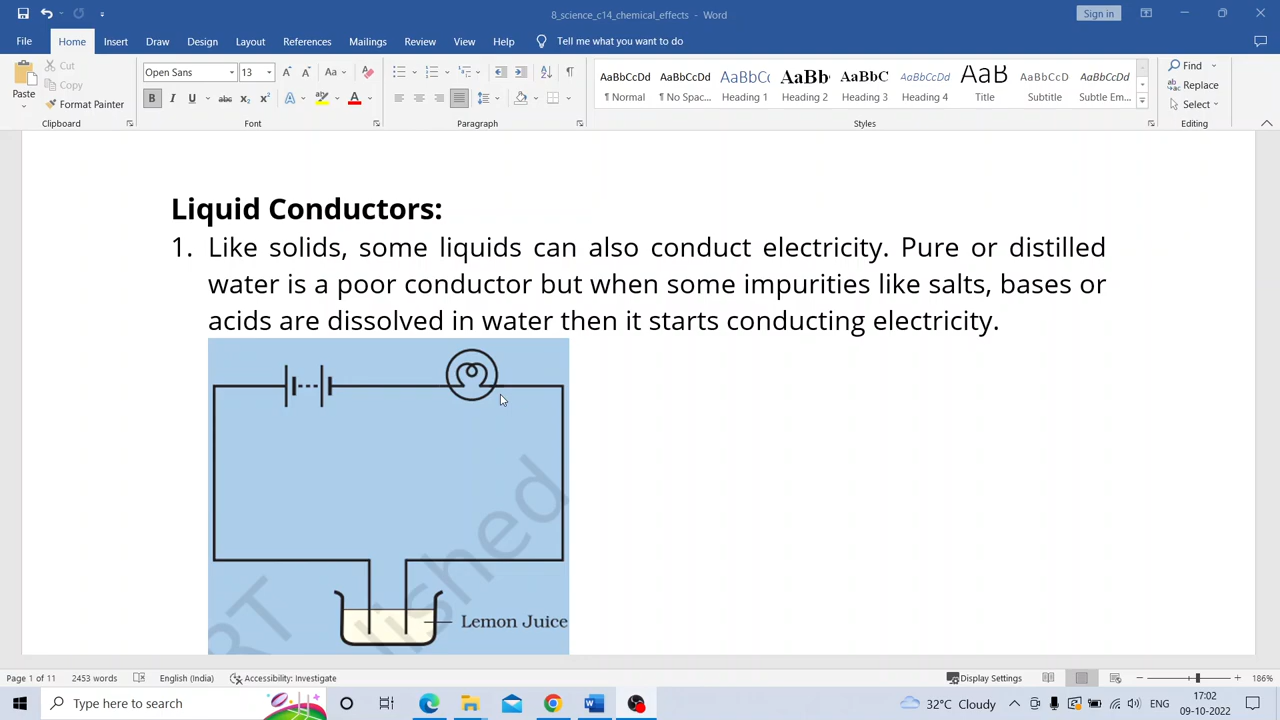 8_science_c14_chemical_effects - Word
Sign in
File Home Insert Draw Design Layout References Mailings Review View Help Tell me what you want to do
Paste
Cut
Copy
Format Painter
Clipboard
Open Sans 13
Font
Paragraph
AaBbCcDd AaBbCcDd AaBbCc AaBb AaBbC AaBbCcDd AaB AaBbCcD AaBbCcDd
¶ Normal ¶ No Spac... Heading 1 Heading 2 Heading 3 Heading 4 Title Subtitle Subtle Em...
Styles
Find
Replace
Select
Editing
Liquid Conductors:
1. Like solids, some liquids can also conduct electricity. Pure or distilled
water is a poor conductor but when some impurities like salts, bases or
acids are dissolved in water then it starts conducting electricity.
Lemon Juice
RT
lished
Page 1 of 11 2453 words English (India) Accessibility: Investigate Display Settings 186%
Type here to search
32°C Cloudy ENG
17:02
09-10-2022